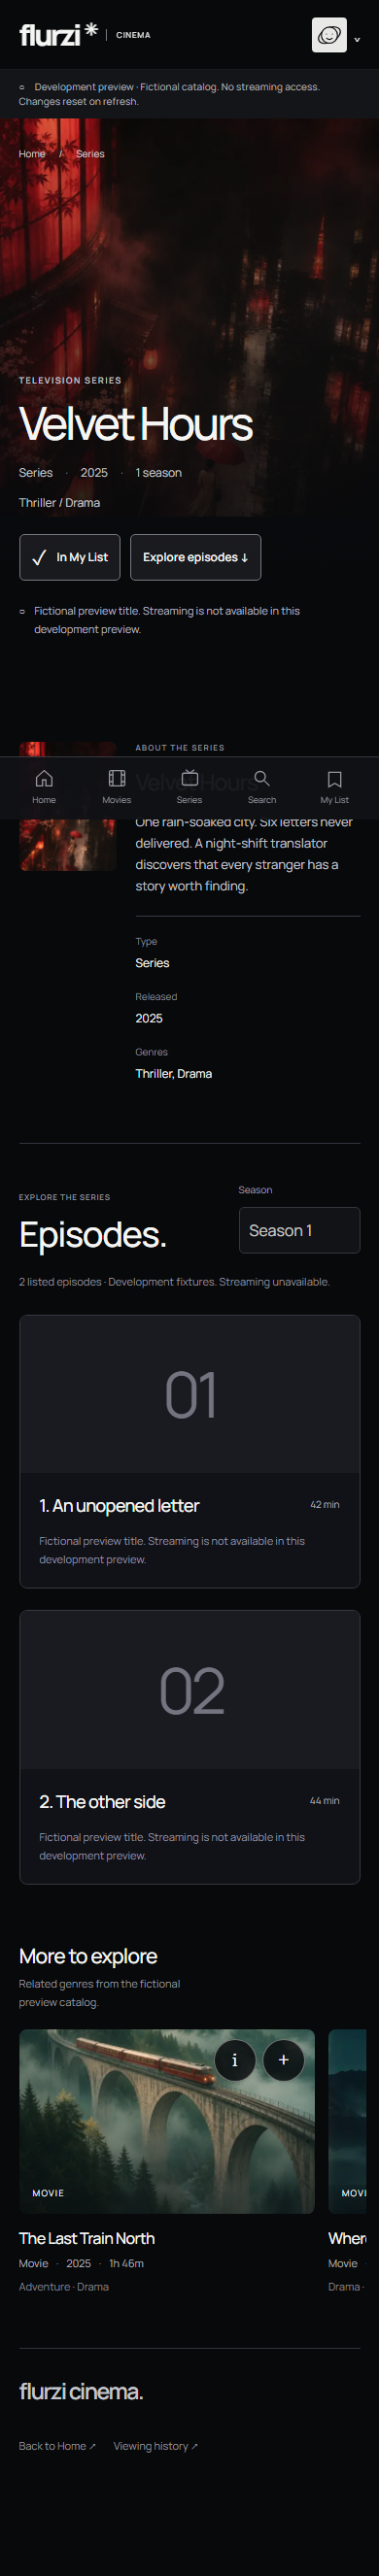 flurzi* | CINEMA
Development preview · Fictional catalog. No streaming access.
Changes reset on refresh.
Home / Series
TELEVISION SERIES
Velvet Hours
Series · 2025 · 1 season
Thriller / Drama
✓ In My List
Explore episodes ↓
Fictional preview title. Streaming is not available in this
development preview.
ABOUT THE SERIES
Velvet Hours
Home
Movies
Series
Search
My List
One rain-soaked city. Six letters never
delivered. A night-shift translator
discovers that every stranger has a
story worth finding.
Type
Series
Released
2025
Genres
Thriller, Drama
EXPLORE THE SERIES
Episodes.
Season
Season 1
2 listed episodes · Development fixtures. Streaming unavailable.
01
1. An unopened letter
42 min
Fictional preview title. Streaming is not available in this
development preview.
02
2. The other side
44 min
Fictional preview title. Streaming is not available in this
development preview.
More to explore
Related genres from the fictional
preview catalog.
i +
MOVIE
The Last Train North
Movie · 2025 · 1h 46m
Adventure · Drama
Movie ·
Drama ·
flurzi cinema.
Back to Home ↗
Viewing history ↗